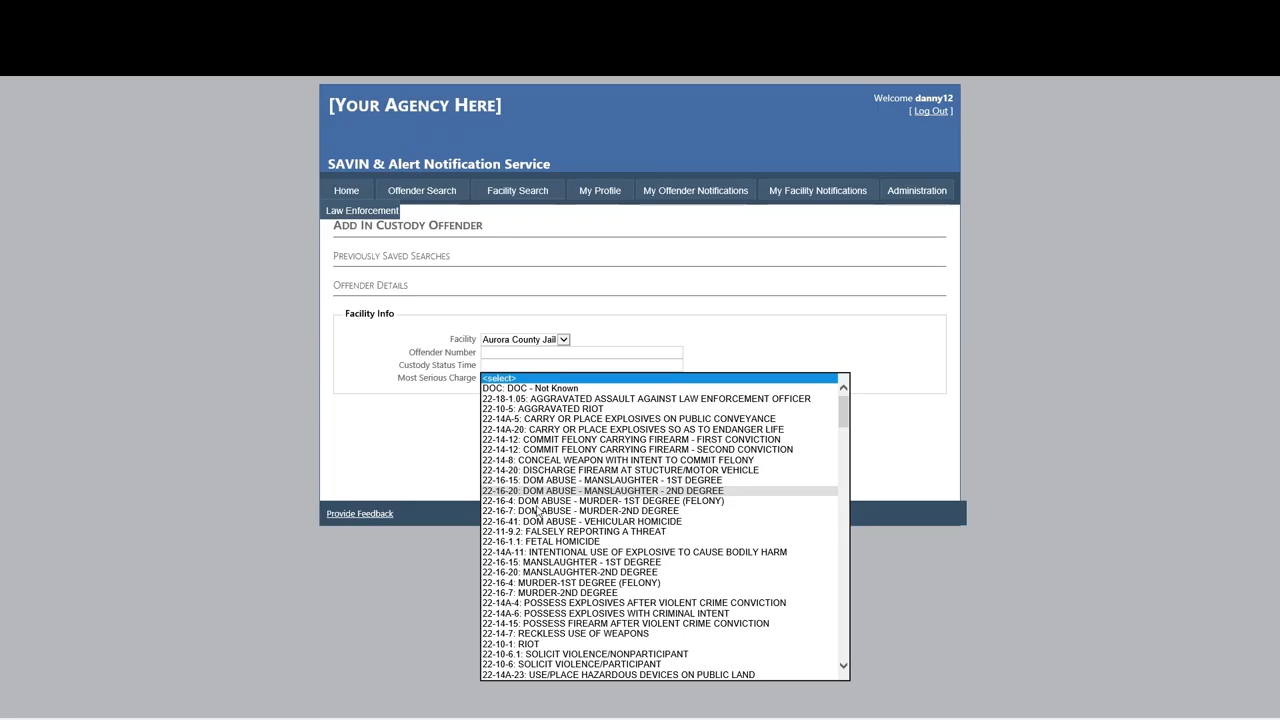 [YOUR AGENCY HERE]
Welcome danny12
[ Log Out ]
SAVIN & Alert Notification Service
Home Offender Search Facility Search My Profile My Offender Notifications My Facility Notifications Administration
Law Enforcement
ADD IN CUSTODY OFFENDER
PREVIOUSLY SAVED SEARCHES
OFFENDER DETAILS
Facility Info
Facility Aurora County Jail
Offender Number
Custody Status Time
Most Serious Charge <select>
DOC: DOC - Not Known
22-18-1.05: AGGRAVATED ASSAULT AGAINST LAW ENFORCEMENT OFFICER
22-10-5: AGGRAVATED RIOT
22-14A-5: CARRY OR PLACE EXPLOSIVES ON PUBLIC CONVEYANCE
22-14A-20: CARRY OR PLACE EXPLOSIVES SO AS TO ENDANGER LIFE
22-14-12: COMMIT FELONY CARRYING FIREARM - FIRST CONVICTION
22-14-12: COMMIT FELONY CARRYING FIREARM - SECOND CONVICTION
22-14-8: CONCEAL WEAPON WITH INTENT TO COMMIT FELONY
22-14-20: DISCHARGE FIREARM AT STUCTURE/MOTOR VEHICLE
22-16-15: DOM ABUSE - MANSLAUGHTER - 1ST DEGREE
22-16-20: DOM ABUSE - MANSLAUGHTER - 2ND DEGREE
22-16-4: DOM ABUSE - MURDER- 1ST DEGREE (FELONY)
22-16-7: DOM ABUSE - MURDER-2ND DEGREE
22-16-41: DOM ABUSE - VEHICULAR HOMICIDE
22-11-9.2: FALSELY REPORTING A THREAT
22-16-1.1: FETAL HOMICIDE
22-14A-11: INTENTIONAL USE OF EXPLOSIVE TO CAUSE BODILY HARM
22-16-15: MANSLAUGHTER - 1ST DEGREE
22-16-20: MANSLAUGHTER-2ND DEGREE
22-16-4: MURDER-1ST DEGREE (FELONY)
22-16-7: MURDER-2ND DEGREE
22-14A-4: POSSESS EXPLOSIVES AFTER VIOLENT CRIME CONVICTION
22-14A-6: POSSESS EXPLOSIVES WITH CRIMINAL INTENT
22-14-15: POSSESS FIREARM AFTER VIOLENT CRIME CONVICTION
22-14-7: RECKLESS USE OF WEAPONS
22-10-1: RIOT
22-10-6.1: SOLICIT VIOLENCE/NONPARTICIPANT
22-10-6: SOLICIT VIOLENCE/PARTICIPANT
22-14A-23: USE/PLACE HAZARDOUS DEVICES ON PUBLIC LAND
Provide Feedback